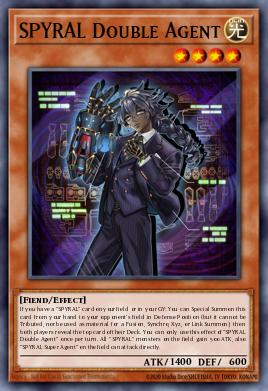 SPYRAL DOUBLE AGENT
光
[FIEND/EFFECT]
If you have a "SPYRAL" card on your field or in your GY: You can Special Summon this
card from your hand to your opponent's field in Defense Position (but it cannot be
Tributed, nor be used as material for a Fusion, Synchro, Xyz, or Link Summon), then
both players reveal the top card of their Deck. You can only use this effect of "SPYRAL
Double Agent" once per turn. All "SPYRAL" monsters on the field gain 500 ATK, also
"SPYRAL Super Agent" on the field can attack directly.
ATK/1400 DEF/ 600
©2020 Studio Dice/SHUEISHA, TV TOKYO, KONAMI